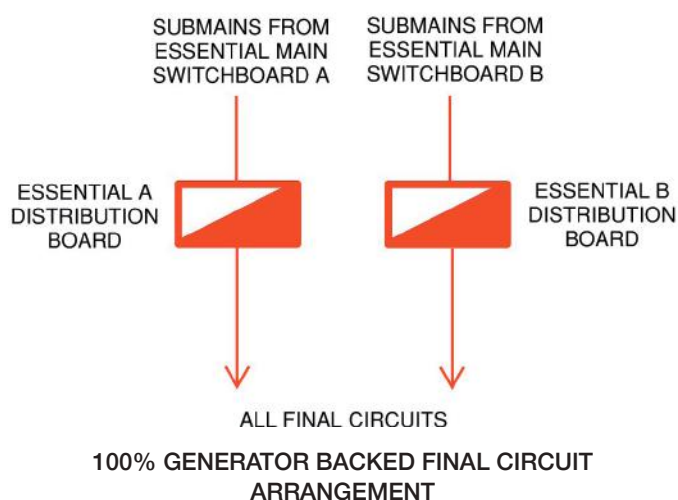 SUBMAINS FROM
ESSENTIAL MAIN
SWITCHBOARD A
SUBMAINS FROM
ESSENTIAL MAIN
SWITCHBOARD B
ESSENTIAL A
DISTRIBUTION
BOARD
ESSENTIAL B
DISTRIBUTION
BOARD
ALL FINAL CIRCUITS
100% GENERATOR BACKED FINAL CIRCUIT
ARRANGEMENT